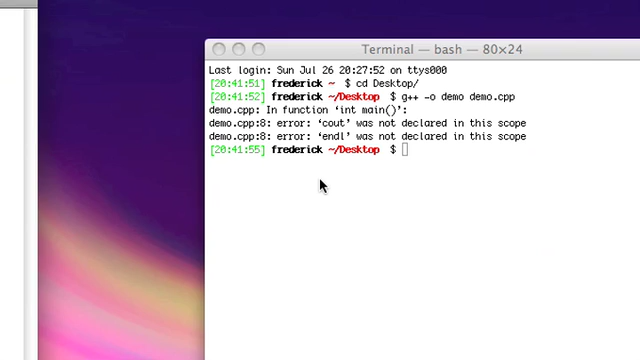 Terminal — bash — 80×24
Last login: Sun Jul 26 20:27:52 on ttys000
[20:41:51] frederick ~ $ cd Desktop/
[20:41:52] frederick ~/Desktop $ g++ -o demo demo.cpp
demo.cpp: In function ‘int main()’:
demo.cpp:8: error: ‘cout’ was not declared in this scope
demo.cpp:8: error: ‘endl’ was not declared in this scope
[20:41:55] frederick ~/Desktop $